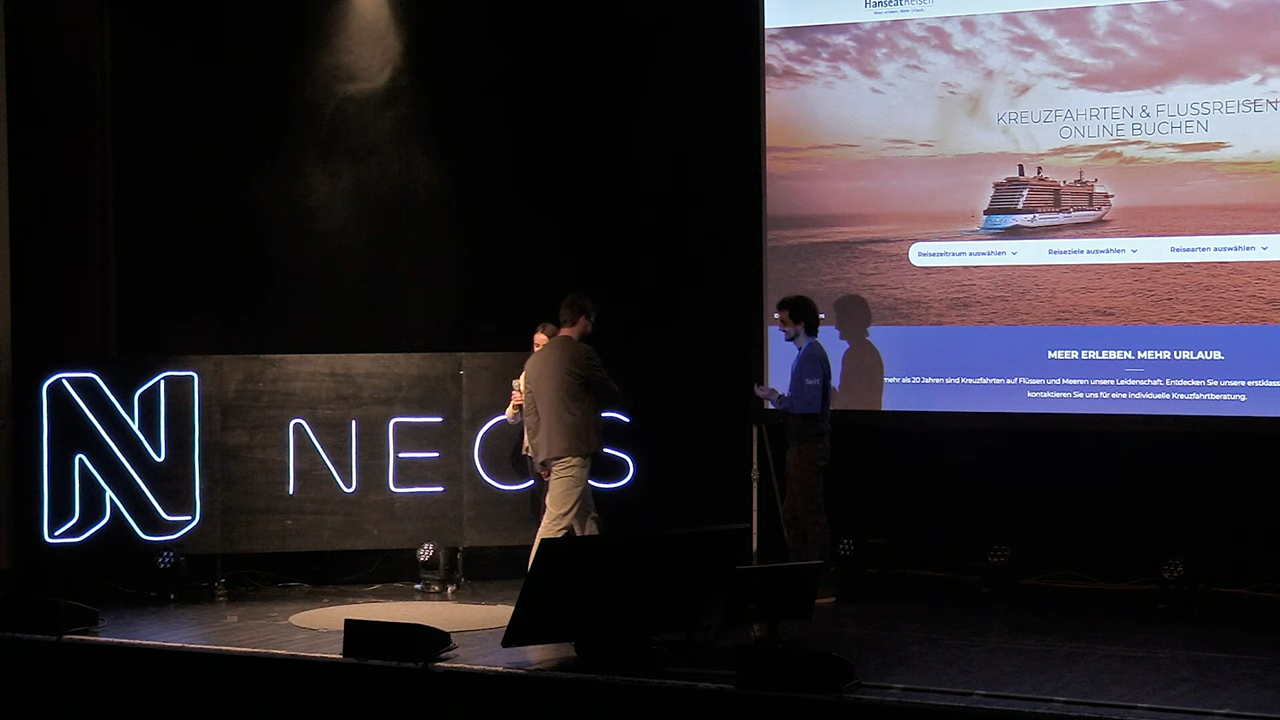 HanseatReisen
KREUZFAHRTEN & FLUSSREISEN
ONLINE BUCHEN
Reisezeitraum auswählen
Reiseziele auswählen
Reisearten auswählen
MEER ERLEBEN. MEHR URLAUB.
Seit mehr als 20 Jahren sind Kreuzfahrten auf Flüssen und Meeren unsere Leidenschaft. Entdecken Sie unsere erstklass
kontaktieren Sie uns für eine individuelle Kreuzfahrtberatung.
N NEOS